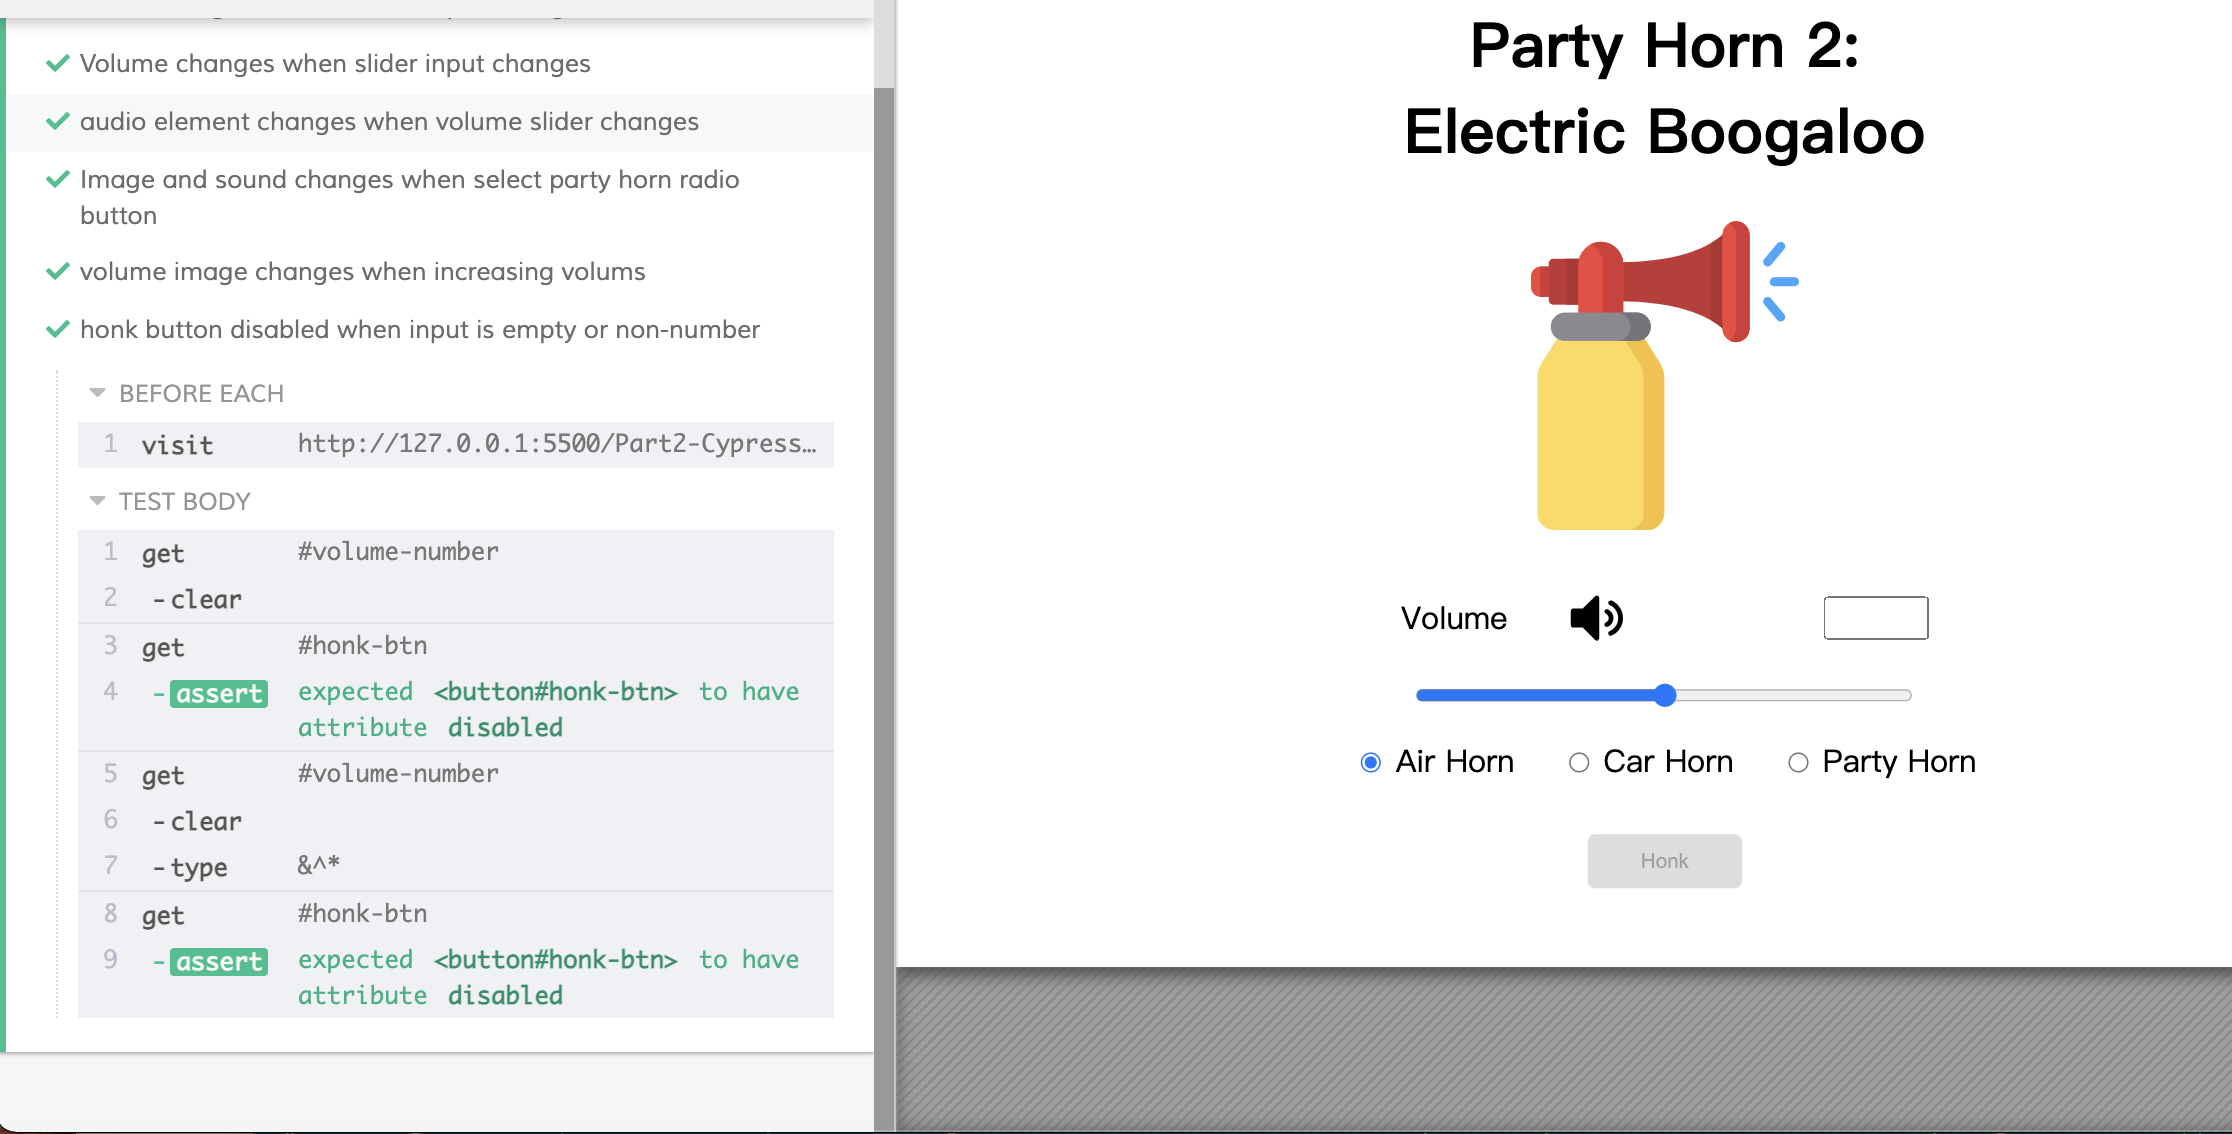 Volume changes when slider input changes
audio element changes when volume slider changes
Image and sound changes when select party horn radio
button
volume image changes when increasing volums
honk button disabled when input is empty or non-number
BEFORE EACH
1 visit http://127.0.0.1:5500/Part2-Cypress…
TEST BODY
1 get #volume-number
2 -clear
3 get #honk-btn
4 -assert expected <button#honk-btn> to have
attribute disabled
5 get #volume-number
6 -clear
7 -type &^*
8 get #honk-btn
9 -assert expected <button#honk-btn> to have
attribute disabled
Party Horn 2:
Electric Boogaloo
Volume
Air Horn Car Horn Party Horn
Honk